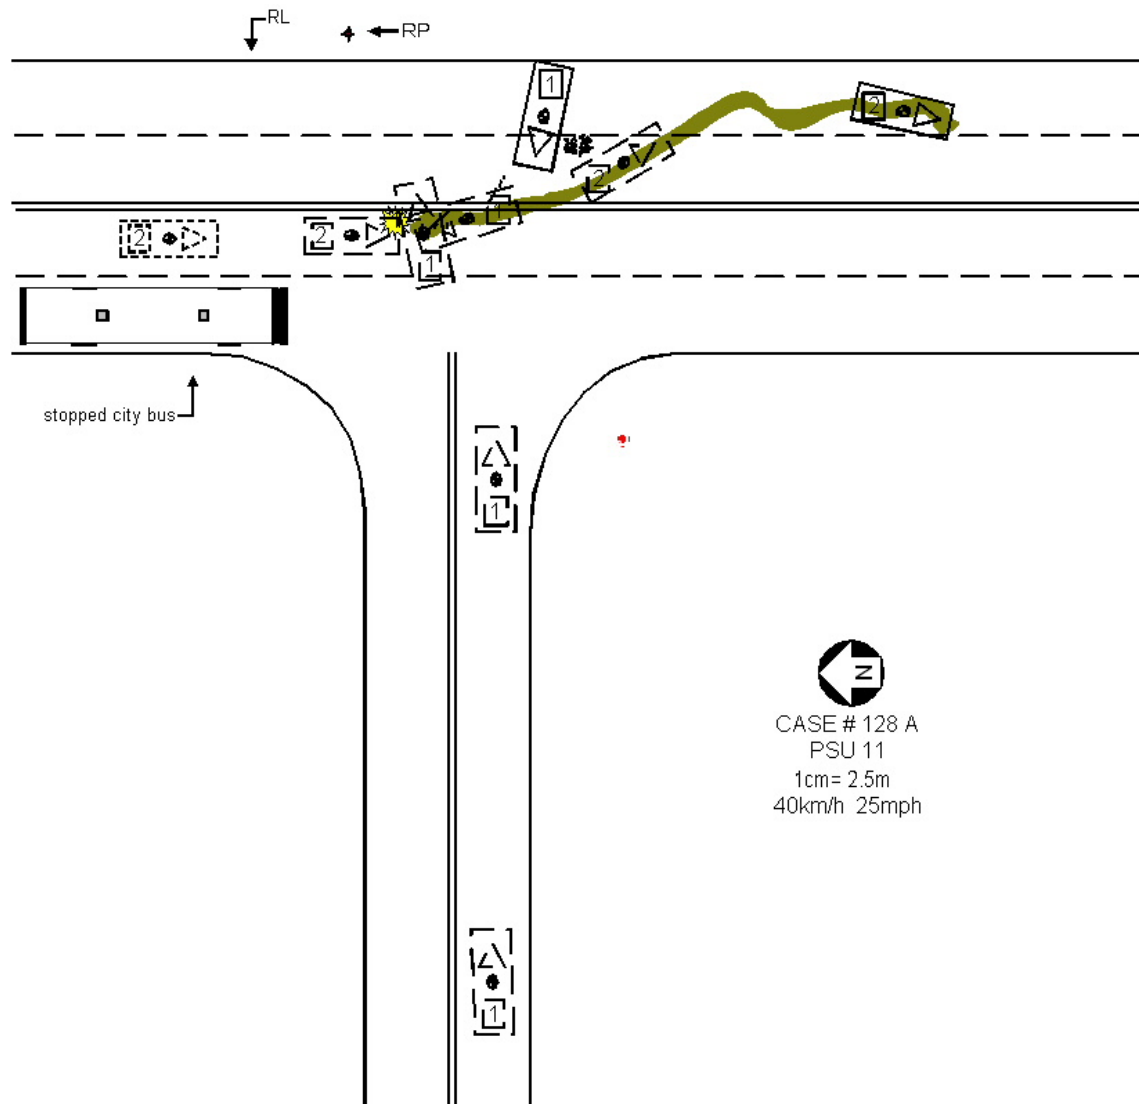 RL
RP
1
2
2
1
2
2
1
stopped city bus
1
N
CASE # 128 A
PSU 11
1cm= 2.5m
40km/h 25mph
1